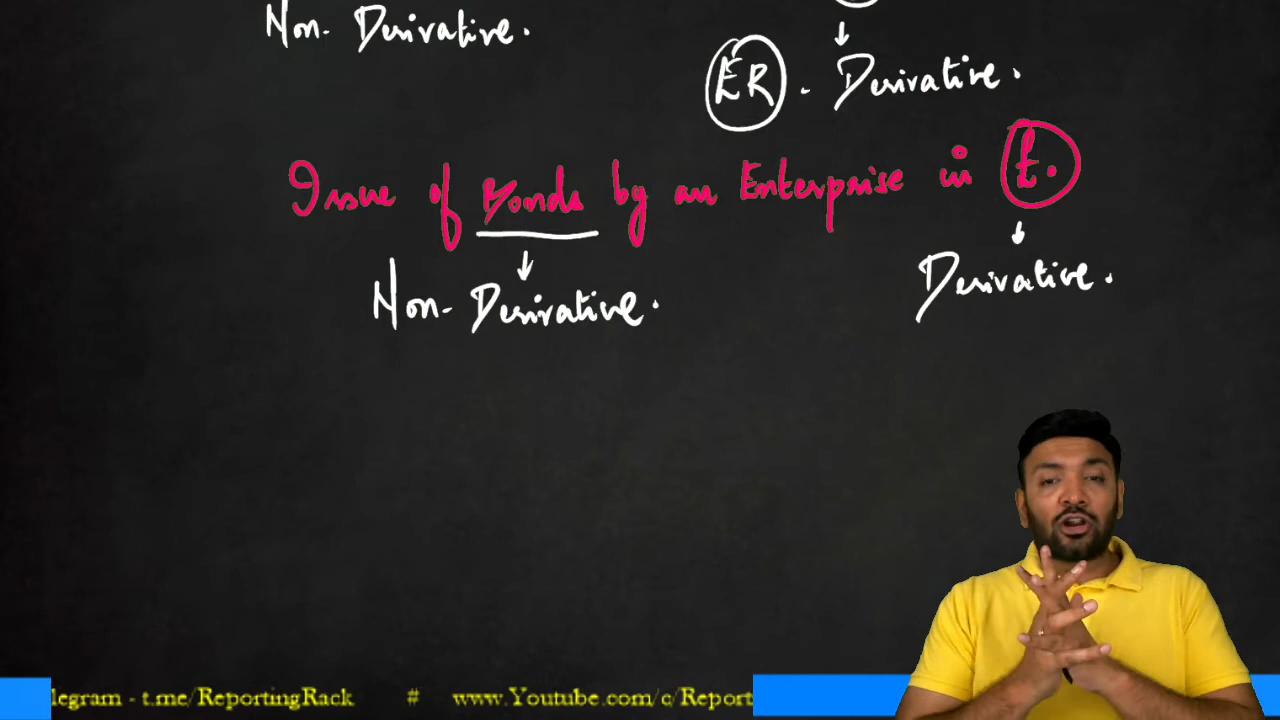 Non-Derivative.
ER - Derivative.
Issue of Bonds by an Enterprise in £.
Non-Derivative.
Derivative.
legram - t.me/ReportingRack # www.Youtube.com/c/Report